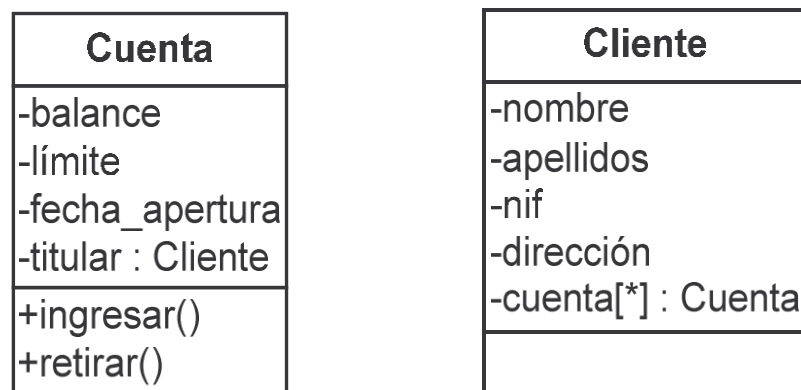 Cuenta
-balance
-límite
-fecha_apertura
-titular : Cliente
+ingresar()
+retirar()
Cliente
-nombre
-apellidos
-nif
-dirección
-cuenta[*] : Cuenta